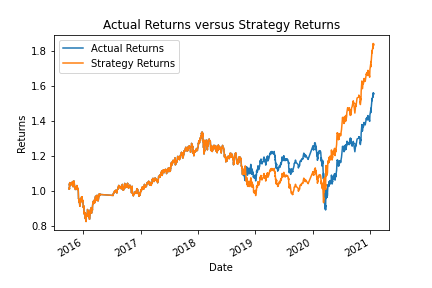 Actual Returns versus Strategy Returns
Actual Returns
Strategy Returns
Returns
1.8
1.6
1.4
1.2
1.0
0.8
2016
2017
2018
2019
2020
2021
Date